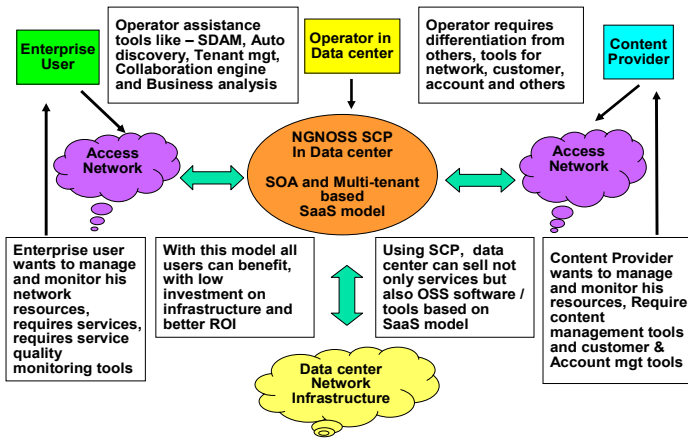 Enterprise
User
Operator assistance
tools like – SDAM, Auto
discovery, Tenant mgt,
Collaboration engine
and Business analysis
Operator in
Data center
Operator requires
differentiation from
others, tools for
network, customer,
account and others
Content
Provider
Access
Network
NGNOSS SCP
In Data center
SOA and Multi-tenant
based
SaaS model
Access
Network
Enterprise user
wants to manage
and monitor his
network
resources,
requires services,
requires service
quality
monitoring tools
With this model all
users can benefit,
with low
investment on
infrastructure and
better ROI
Using SCP, data
center can sell not
only services but
also OSS software /
tools based on
SaaS model
Content Provider
wants to manage
and monitor his
resources, Require
content
management tools
and customer &
Account mgt tools
Data center
Network
Infrastructure